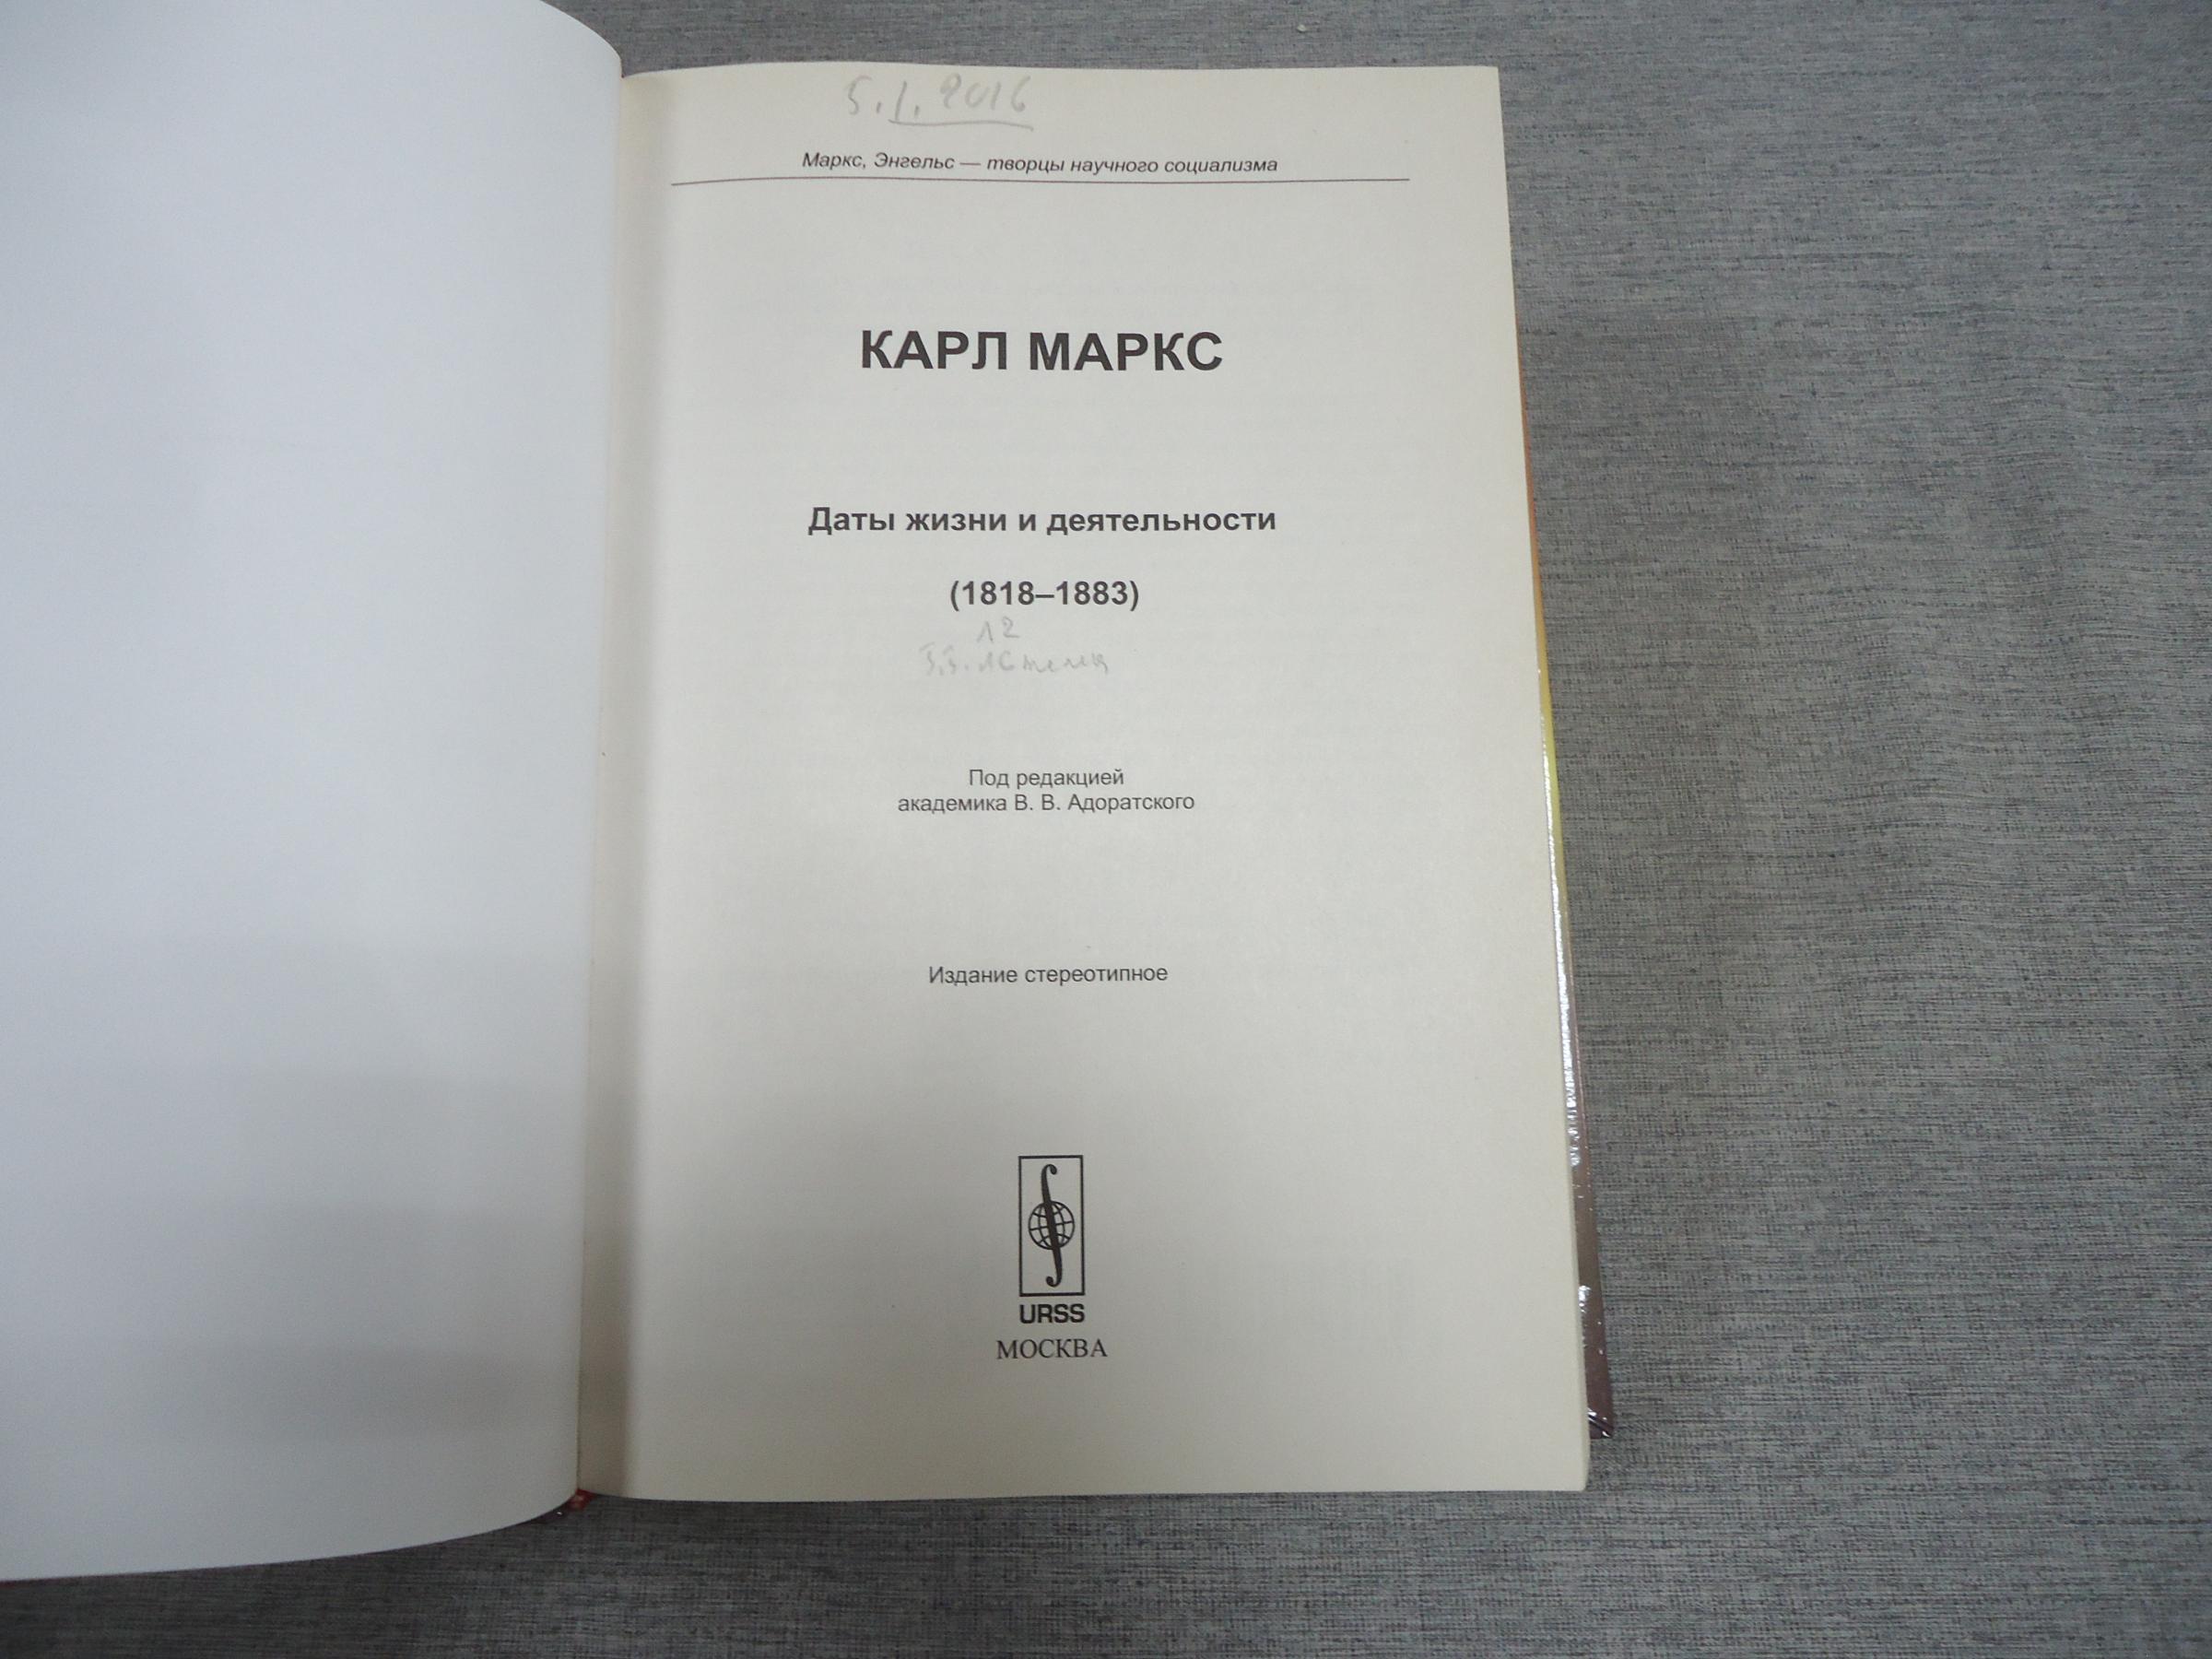 5.I.2016
Маркс, Энгельс — творцы научного социализма
КАРЛ МАРКС
Даты жизни и деятельности
(1818–1883)
12
Под редакцией
академика В. В. Адоратского
Издание стереотипное
URSS
МОСКВА